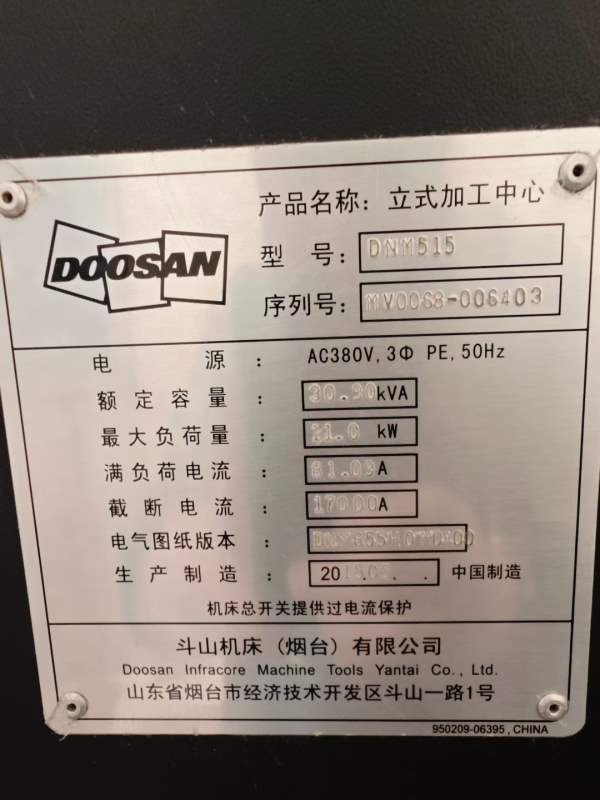 DOOSAN
产品名称：立式加工中心
型 号：DNM515
序列号：MV0068-006403
电 源 ： AC380V, 3Φ PE, 50Hz
额定容量 ： 30.90kVA
最大负荷量 ： 11.0 kW
满负荷电流 ： A
截断电流 ： 17000A
电气图纸版本 ：
生产制造 ： 中国制造
机床总开关提供过电流保护
斗山机床（烟台）有限公司
Doosan Infracore Machine Tools Yantai Co., Ltd.
山东省烟台市经济技术开发区斗山一路1号
950209-06395, CHINA